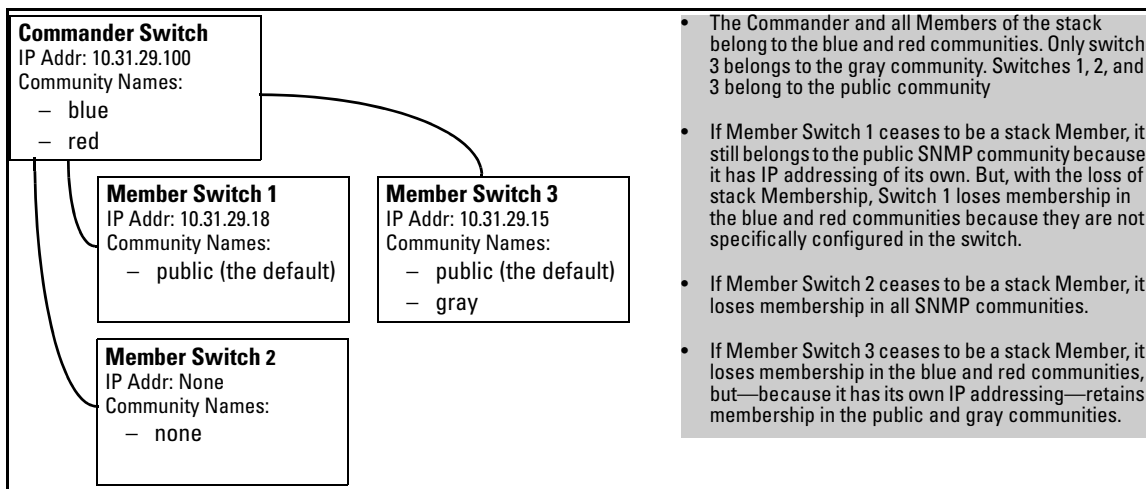 Commander Switch
IP Addr: 10.31.29.100
Community Names:
– blue
– red
Member Switch 1
IP Addr: 10.31.29.18
Community Names:
– public (the default)
Member Switch 3
IP Addr: 10.31.29.15
Community Names:
– public (the default)
– gray
Member Switch 2
IP Addr: None
Community Names:
– none
• The Commander and all Members of the stack
belong to the blue and red communities. Only switch
3 belongs to the gray community. Switches 1, 2, and
3 belong to the public community
• If Member Switch 1 ceases to be a stack Member, it
still belongs to the public SNMP community because
it has IP addressing of its own. But, with the loss of
stack Membership, Switch 1 loses membership in
the blue and red communities because they are not
specifically configured in the switch.
• If Member Switch 2 ceases to be a stack Member, it
loses membership in all SNMP communities.
• If Member Switch 3 ceases to be a stack Member, it
loses membership in the blue and red communities,
but—because it has its own IP addressing—retains
membership in the public and gray communities.